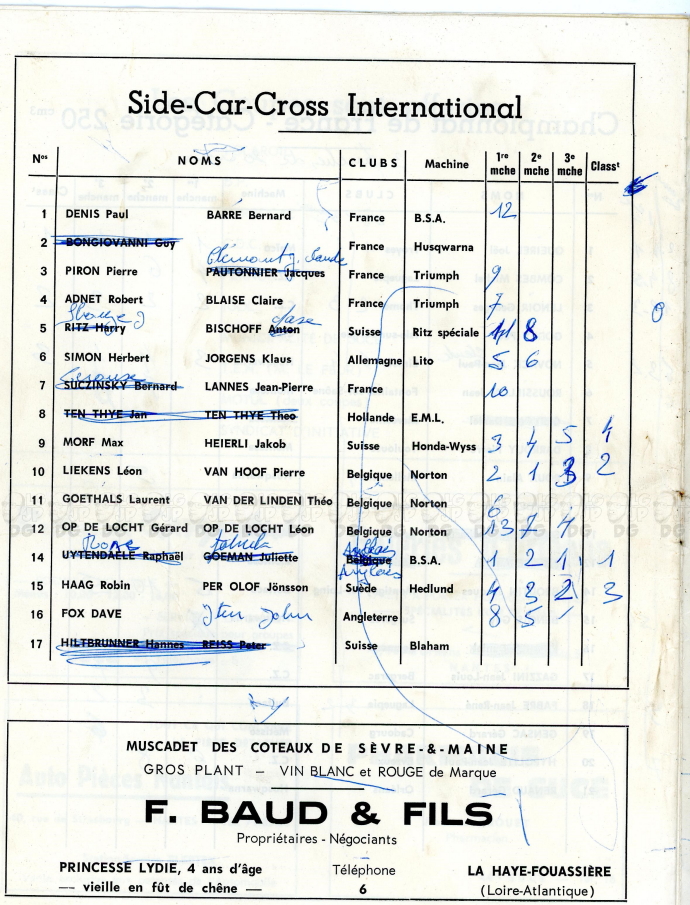 Side-Car-Cross International
Nos NOMS CLUBS Machine 1re mche 2e mche 3e mche Classt
1 DENIS Paul BARRÉ Bernard France B.S.A. 12
2 BONGIOVANNI Guy France Husqwarna
Clémont J. Claude
3 PIRON Pierre PAUTONNIER Jacques France Triumph 9
4 ADNET Robert BLAISE Claire France Triumph 7
5 RITZ Harry BISCHOFF Anton Suisse Ritz spéciale 8
6 SIMON Herbert JORGENS Klaus Allemagne Lito 5 6
7 SUCZINSKY Bernard LANNES Jean-Pierre France 10
8 TEN THYE Jan TEN THYE Theo Hollande E.M.L.
9 MORF Max HEIERLI Jakob Suisse Honda-Wyss 3 4 5 4
10 LIEKENS Léon VAN HOOF Pierre Belgique Norton 2 1 3 2
11 GOETHALS Laurent VAN DER LINDEN Théo Belgique Norton 6
12 OP DE LOCHT Gérard OP DE LOCHT Léon Belgique Norton 13 7 4
Anglais
14 UYTENDAELE Raphaël GOEMAN Juliette Belgique B.S.A. 1 2 1 1
Anglais
15 HAAG Robin PER OLOF Jönsson Suède Hedlund 4 2 2 3
16 FOX DAVE John Angleterre 8 5
17 HILTBRUNNER Hannes REISS Peter Suisse Blaham
MUSCADET DES COTEAUX DE SÈVRE-&-MAINE
GROS PLANT — VIN BLANC et ROUGE de Marque
F. BAUD & FILS
Propriétaires - Négociants
PRINCESSE LYDIE, 4 ans d'âge Téléphone LA HAYE-FOUASSIÈRE
— vieille en fût de chêne — 6 (Loire-Atlantique)